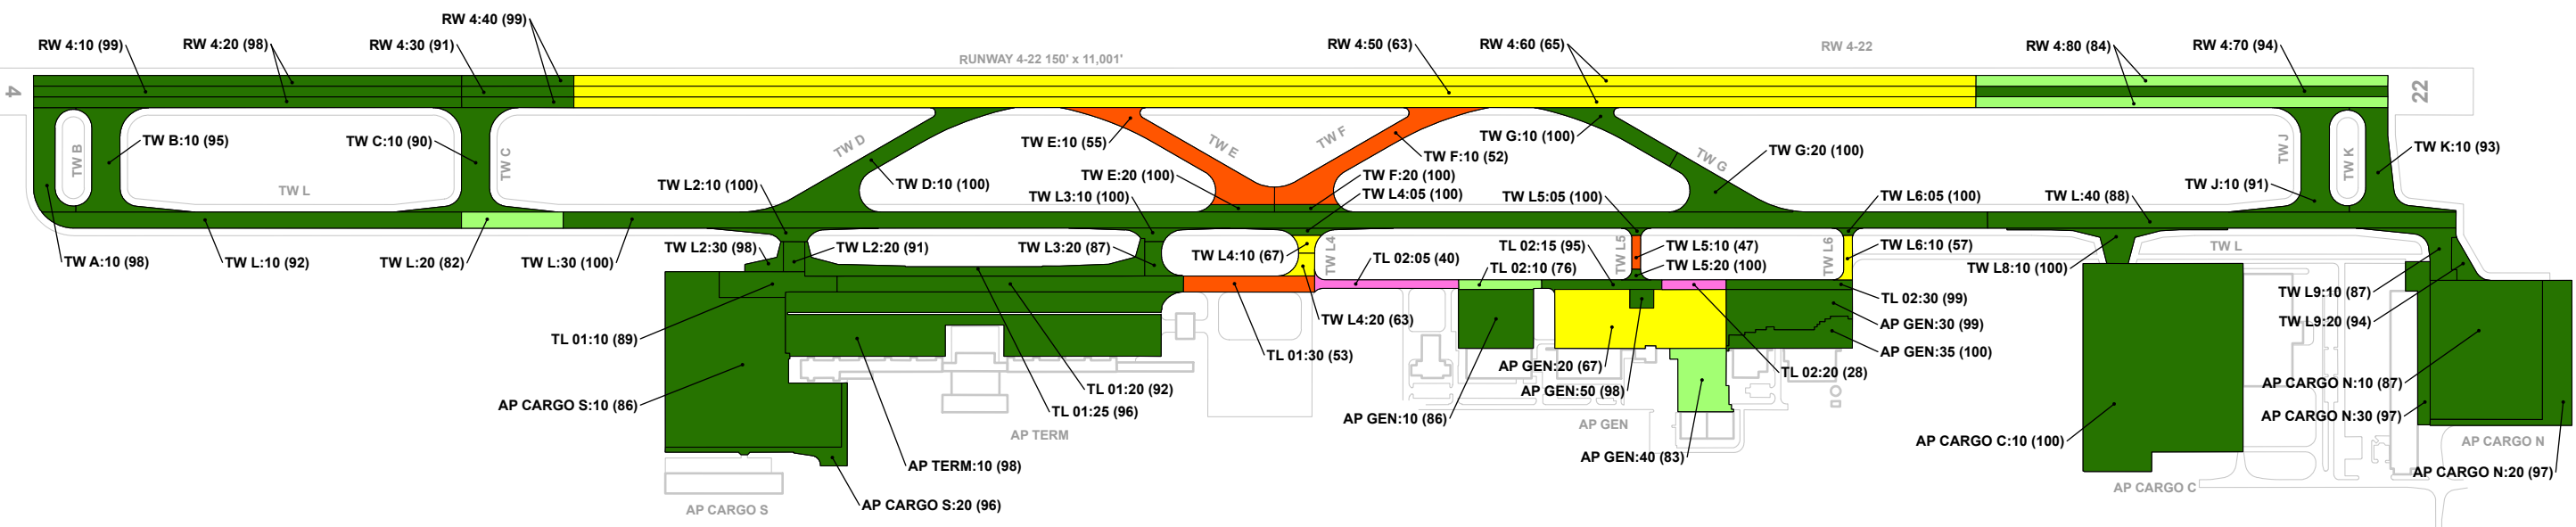 RW 4:40 (99)
RW 4:10 (99)
RW 4:20 (98)
RW 4:30 (91)
RUNWAY 4-22 150' x 11,001'
RW 4:50 (63)
RW 4:60 (65)
RW 4-22
RW 4:80 (84)
RW 4:70 (94)
4
22
TW B
TW B:10 (95)
TW C:10 (90)
TW C
TW D
TW E:10 (55)
TW E
TW F
TW G:10 (100)
TW F:10 (52)
TW G
TW G:20 (100)
TW J
TW K
TW K:10 (93)
TW L
TW L2:10 (100)
TW D:10 (100)
TW E:20 (100)
TW F:20 (100)
TW L3:10 (100)
TW L4:05 (100)
TW L5:05 (100)
TW L6:05 (100)
TW L:40 (88)
TW J:10 (91)
TW A:10 (98)
TW L:10 (92)
TW L:20 (82)
TW L:30 (100)
TW L2:30 (98)
TW L2:20 (91)
TW L3:20 (87)
TW L4:10 (67)
TW L4
TL 02:05 (40)
TL 02:15 (95)
TL 02:10 (76)
TW L5
TW L5:10 (47)
TW L5:20 (100)
TW L6
TW L6:10 (57)
TW L8:10 (100)
TW L
TW L9:10 (87)
TW L9:20 (94)
TL 02:30 (99)
AP GEN:30 (99)
AP GEN:35 (100)
TL 01:10 (89)
TW L4:20 (63)
TL 01:30 (53)
AP GEN:20 (67)
AP GEN:50 (98)
TL 02:20 (28)
AP CARGO S:10 (86)
TL 01:20 (92)
TL 01:25 (96)
AP GEN:10 (86)
AP GEN
AP CARGO N:10 (87)
AP CARGO N:30 (97)
AP TERM
AP CARGO C:10 (100)
AP CARGO N
AP TERM:10 (98)
AP GEN:40 (83)
AP CARGO N:20 (97)
AP CARGO C
AP CARGO S:20 (96)
AP CARGO S